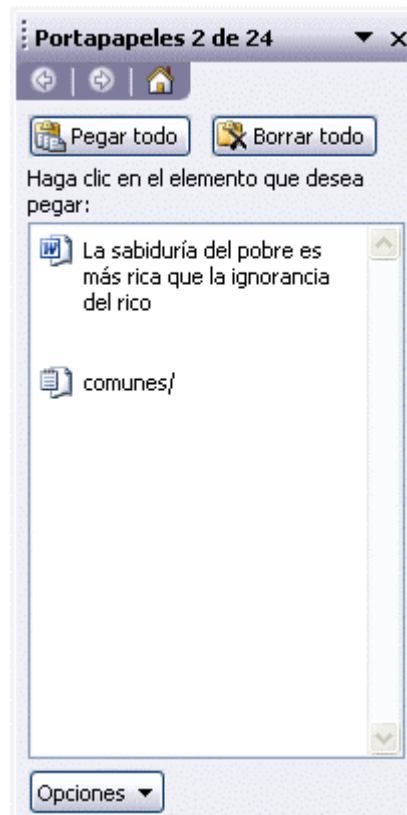 Portapapeles 2 de 24
Pegar todo Borrar todo
Haga clic en el elemento que desea
pegar:
La sabiduría del pobre es
más rica que la ignorancia
del rico
comunes/
Opciones